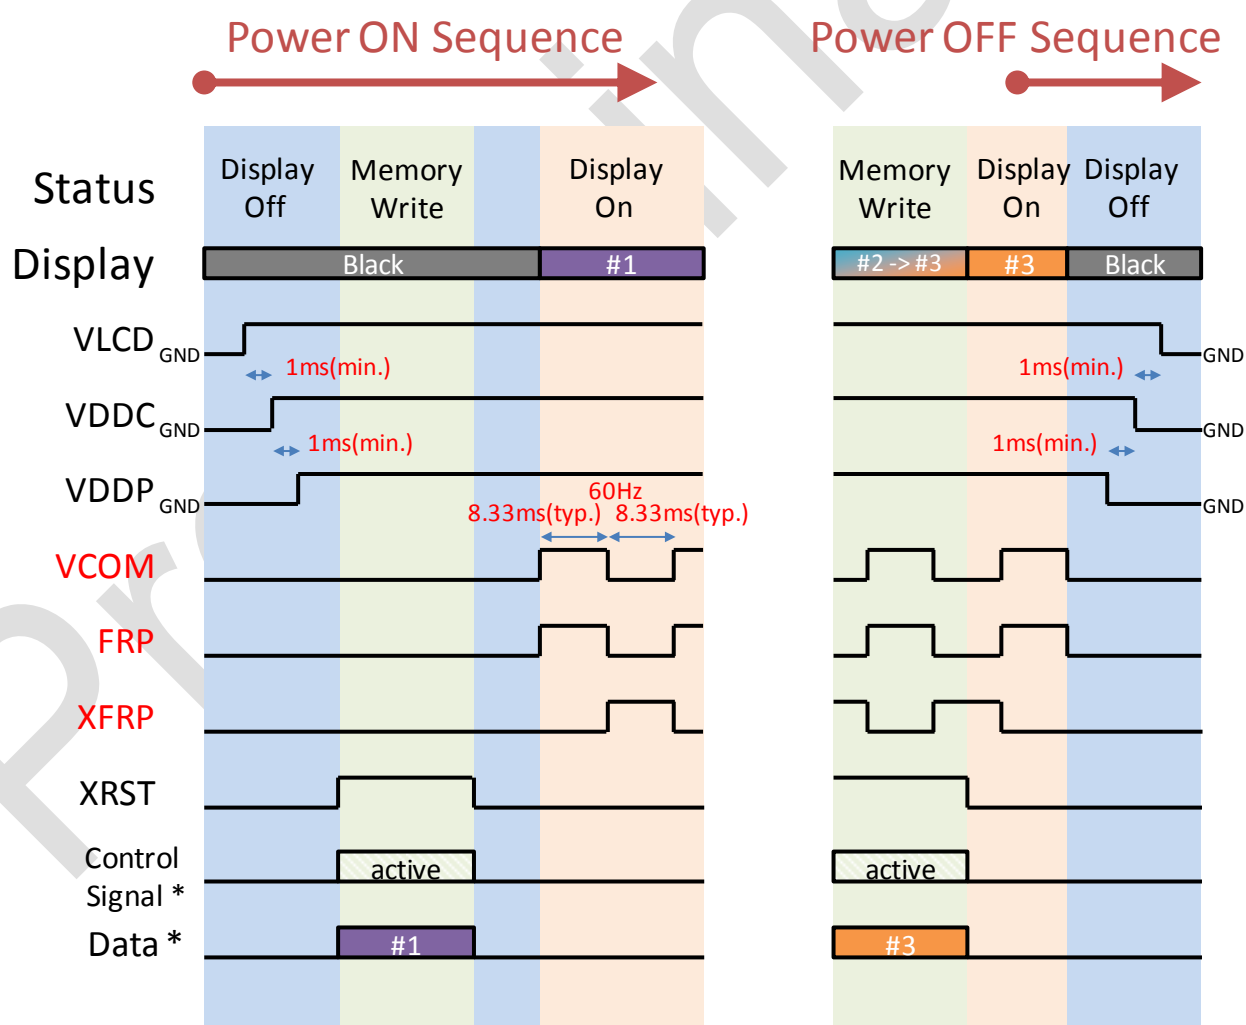 Power ON Sequence
Power OFF Sequence
Status
Display Off
Memory Write
Display On
Memory Write
Display On
Display Off
Display
Black
#1
#2 -> #3
#3
Black
VLCD
GND
1ms(min.)
1ms(min.)
GND
VDDC
GND
1ms(min.)
1ms(min.)
GND
VDDP
GND
60Hz
8.33ms(typ.)
8.33ms(typ.)
GND
VCOM
FRP
XFRP
XRST
Control
Signal *
active
active
Data *
#1
#3